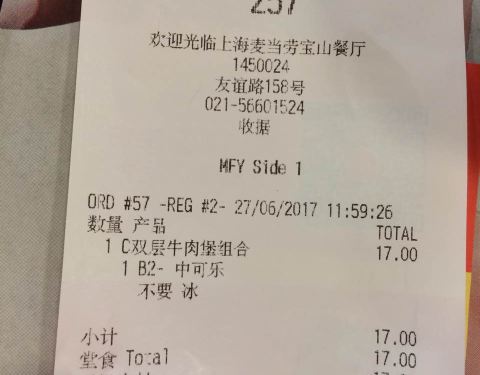 257
欢迎光临上海麦当劳宝山餐厅
1450024
友谊路158号
021-56601524
收据
MFY Side 1
ORD #57 -REG #2- 27/06/2017 11:59:26
数量 产品 TOTAL
1 C双层牛肉堡组合 17.00
1 B2- 中可乐
不要 冰
小计 17.00
堂食 Total 17.00